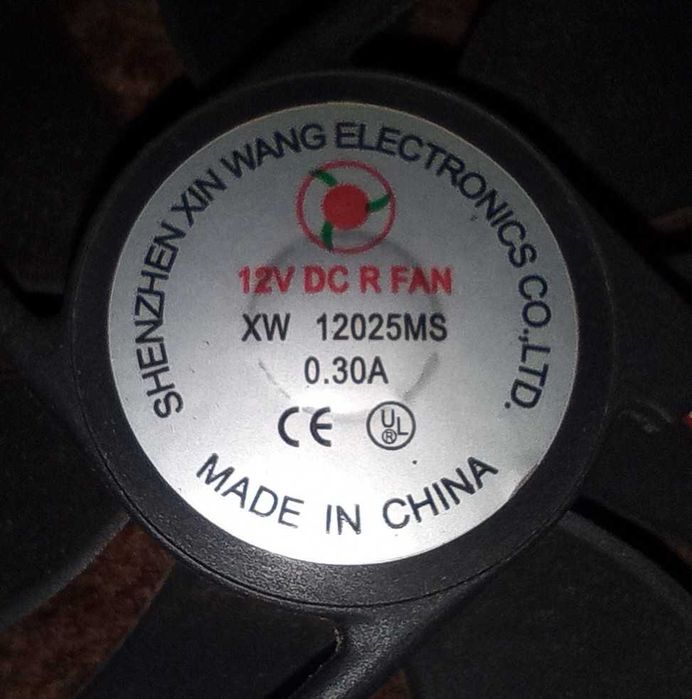 SHENZHEN XIN WANG ELECTRONICS CO.,LTD.
12V DC R FAN
XW 12025MS
0.30A
CE UL®
MADE IN CHINA